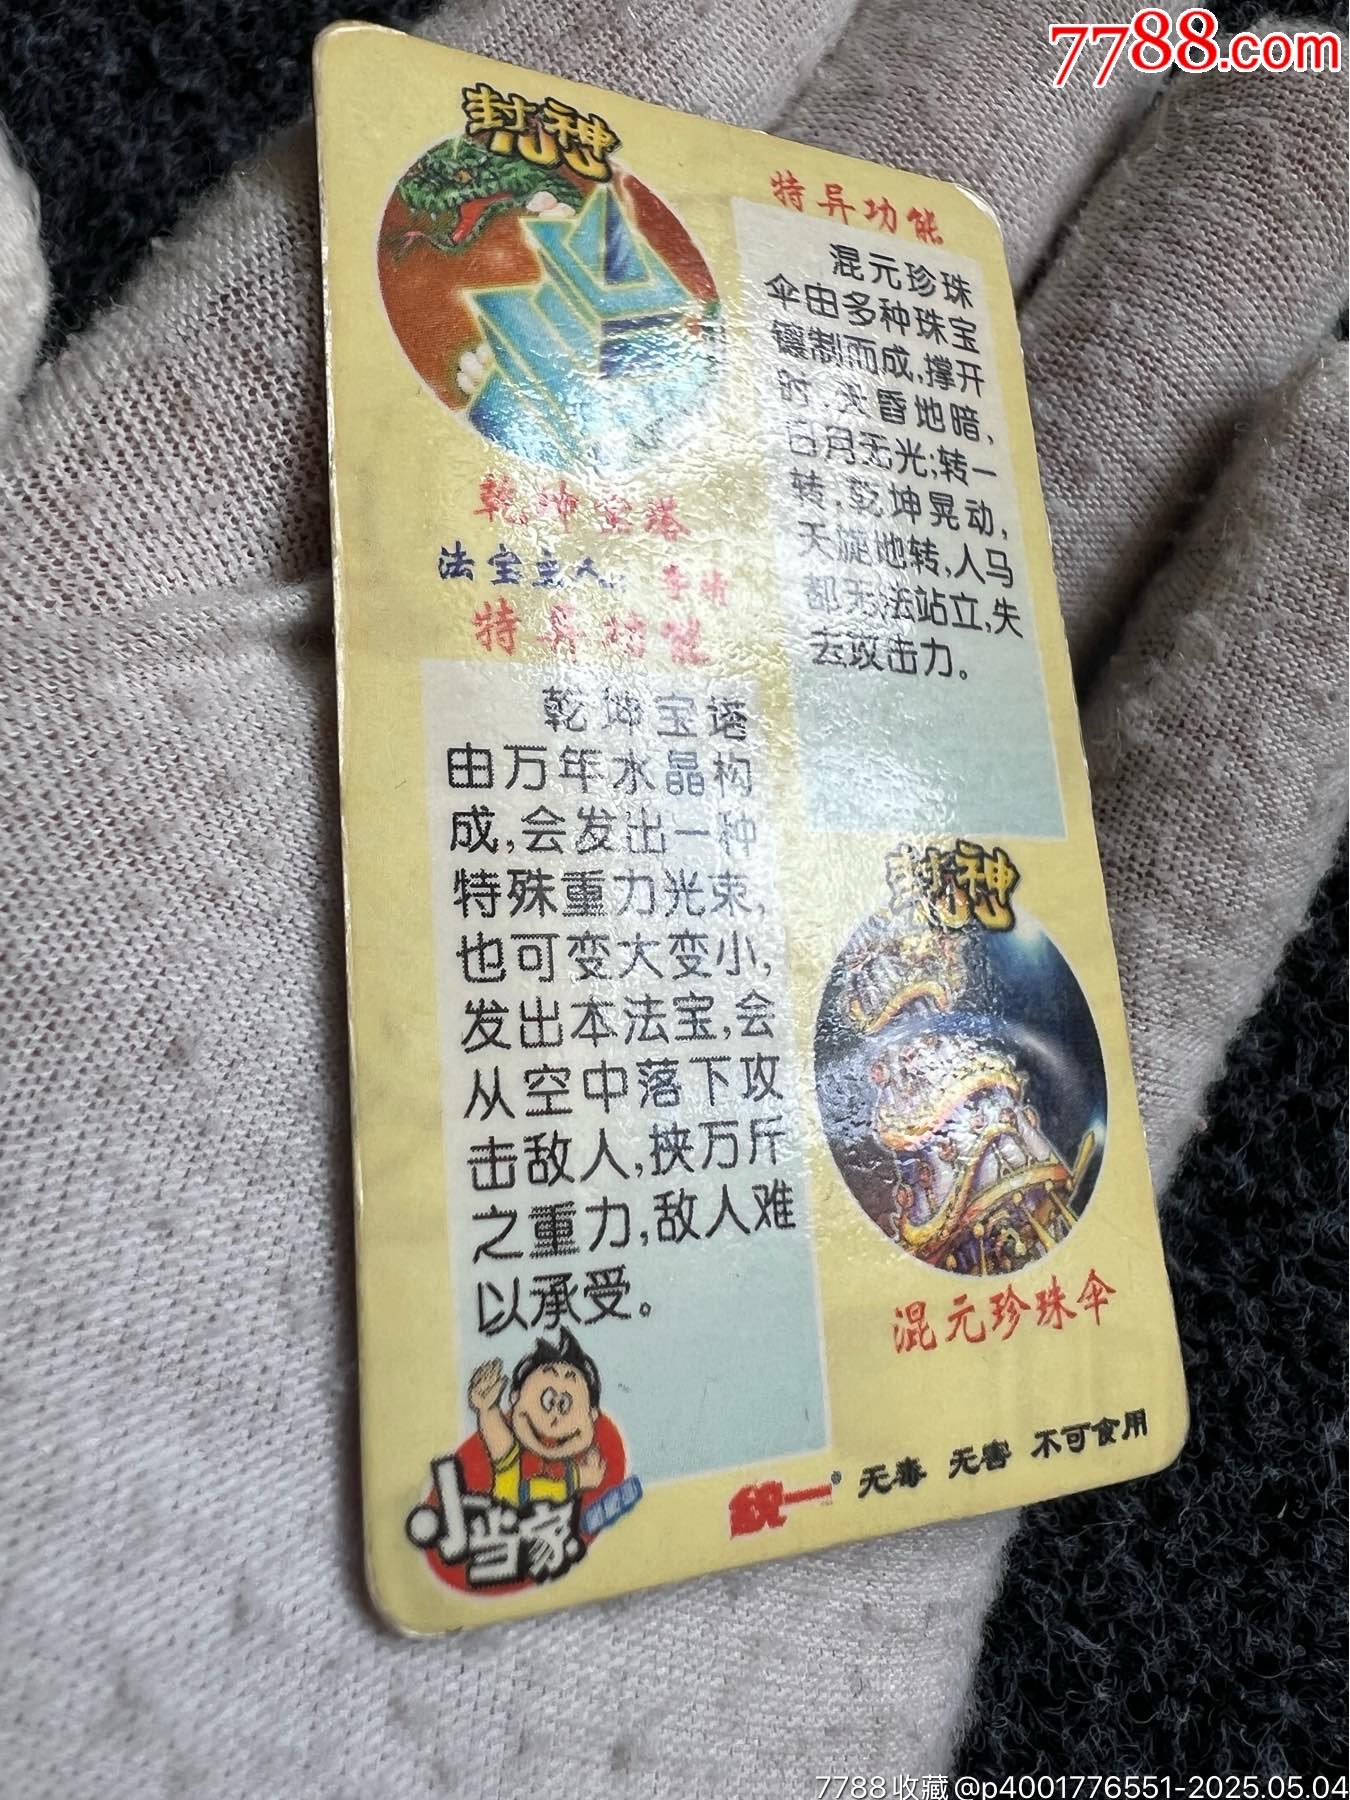 7788.com
封神
乾坤宝塔
法宝主人:李靖
特异功能
乾坤宝塔
由万年水晶构
成,会发出一种
特殊重力光束,
也可变大变小,
发出本法宝,会
从空中落下攻
击敌人,挟万斤
之重力,敌人难
以承受。
小当家
特异功能
混元珍珠
伞由多种珠宝
镶制而成,撑开
时,天昏地暗,
日月无光;转一
转,乾坤晃动,
天旋地转,人马
都无法站立,失
去攻击力。
封神
混元珍珠伞
统一® 无毒 无害 不可食用
7788收藏@p4001776551-2025.05.04